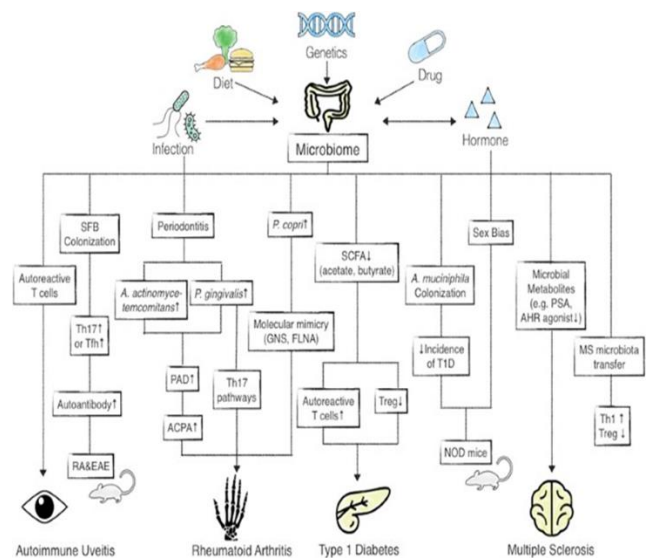 Genetics
Diet
Drug
Infection
Microbiome
Hormone
SFB
Colonization
Periodontitis
P. copri↑
Sex Bias
Autoreactive
T cells
A. actinomyce-
temcomitans↑
P. gingivalis↑
SCFA↓
(acetate, butyrate)
A. muciniphila
Colonization
Microbial
Metabolites
(e.g. PSA,
AHR agonist↓)
Th17↑
or Tfh↑
Molecular mimicry
(GNS, FLNA)
↓Incidence
of T1D
MS microbiota
transfer
PAD↑
Th17
pathways
Autoantibody↑
Autoreactive
T cells↑
Treg↓
ACPA↑
Th1 ↑
Treg ↓
RA&EAE
NOD mice
Autoimmune Uveitis
Rheumatoid Arthritis
Type 1 Diabetes
Multiple Sclerosis